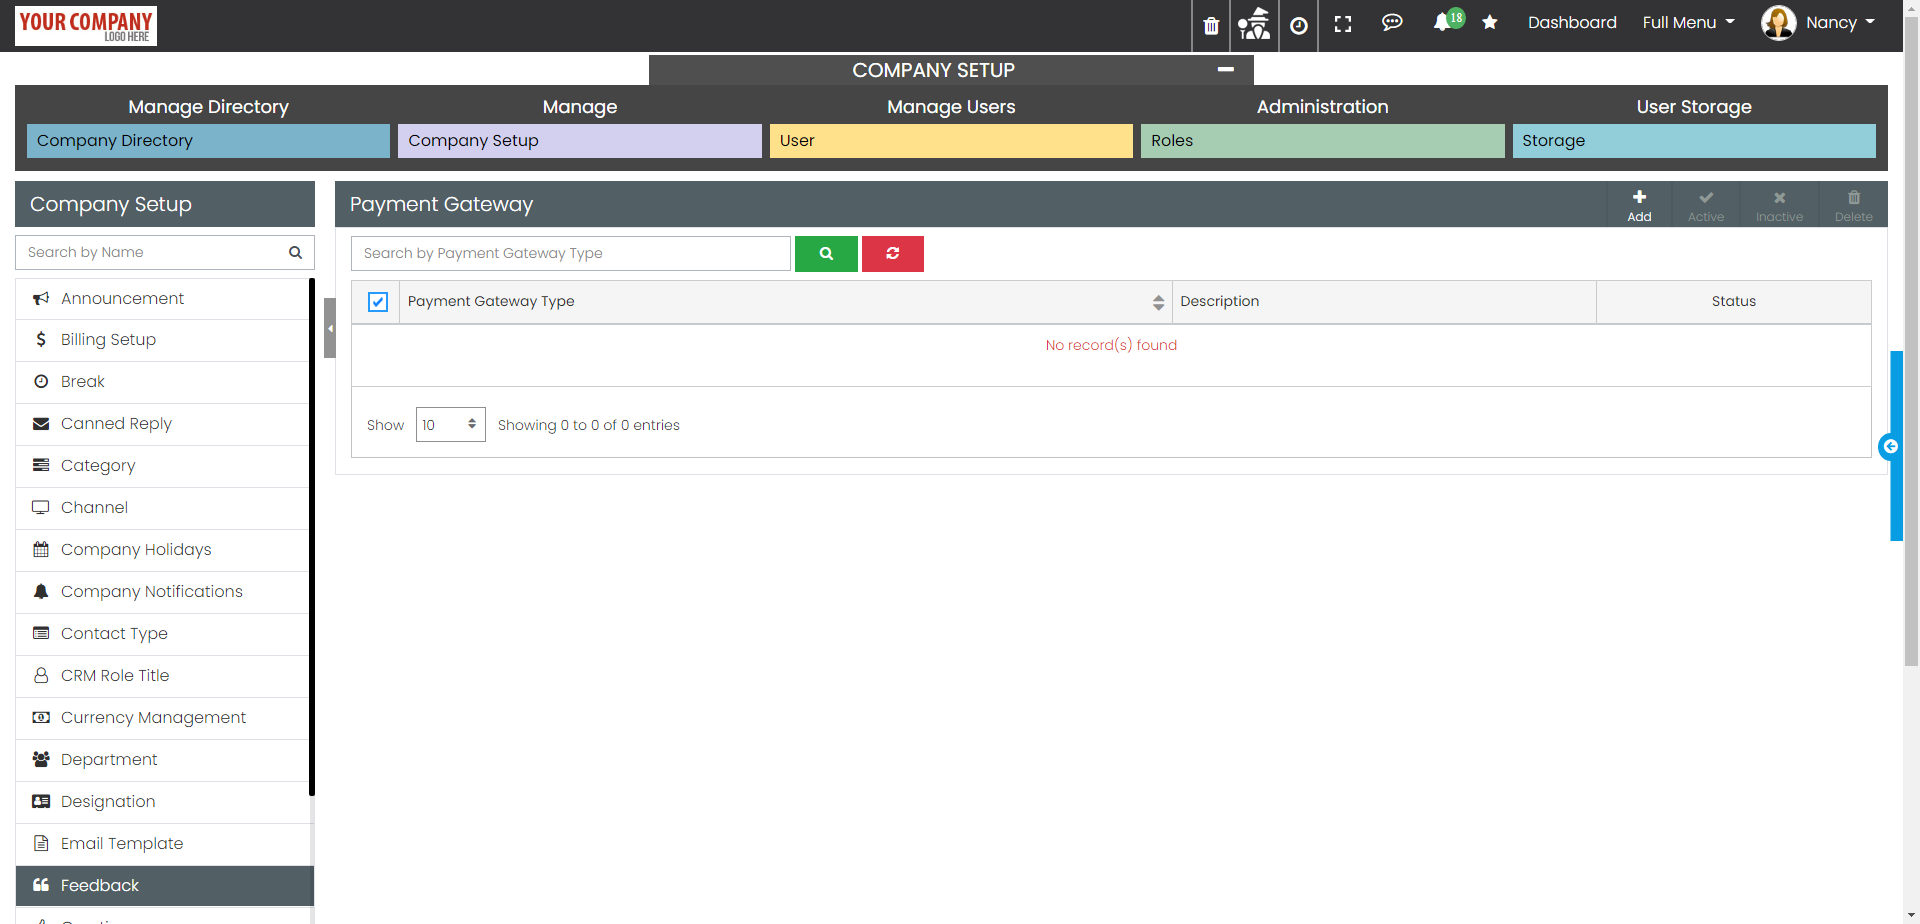 YOUR COMPANY
LOGO HERE
18
Dashboard
Full Menu
Nancy
COMPANY SETUP
Manage Directory
Manage
Manage Users
Administration
User Storage
Company Directory
Company Setup
User
Roles
Storage
Company Setup
Search by Name
Announcement
Billing Setup
Break
Canned Reply
Category
Channel
Company Holidays
Company Notifications
Contact Type
CRM Role Title
Currency Management
Department
Designation
Email Template
Feedback
Payment Gateway
Add
Active
Inactive
Delete
Search by Payment Gateway Type
Payment Gateway Type
Description
Status
No record(s) found
Show 10 Showing 0 to 0 of 0 entries